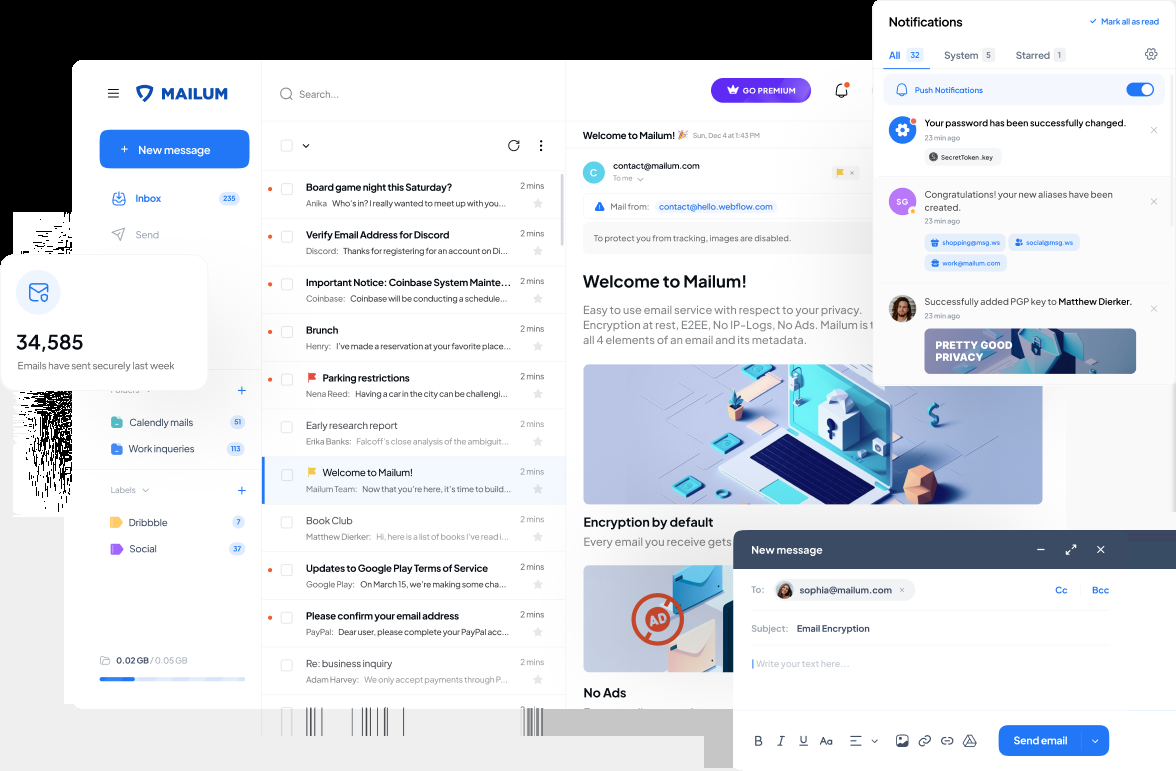 Notifications
Mark all as read
All 32
System 5
Starred 1
Push Notifications
Your password has been successfully changed.
23 min ago
SecretToken .key
SG
Congratulations! your new aliases have been
created.
23 min ago
shopping@msg.ws
social@msg.ws
work@mailum.com
Successfully added PGP key to Matthew Dierker.
23 min ago
PRETTY GOOD
PRIVACY
MAILUM
Search...
GO PREMIUM
+ New message
Inbox 235
Send
34,585
Emails have sent securely last week
Folders
+
Calendly mails 51
Work inqueries 113
Labels
+
Dribbble 7
Social 37
0.02 GB / 0.05 GB
Board game night this Saturday? 2 mins
Anika Who's in? I really wanted to meet up with you...
Verify Email Address for Discord 2 mins
Discord: Thanks for registering for an account on Di...
Important Notice: Coinbase System Mainte... 2 mins
Coinbase: Coinbase will be conducting a schedule...
Brunch 2 mins
Henry: I've made a reservation at your favorite place...
Parking restrictions 2 mins
Nena Reed: Having a car in the city can be challengi...
Early research report 2 mins
Erika Banks: Falcoff's close analysis of the ambiguit...
Welcome to Mailum! 2 mins
Mailum Team: Now that you're here, it's time to build...
Book Club 2 mins
Matthew Dierker: Hi, here is a list of books I've read i...
Updates to Google Play Terms of Service 2 mins
Google Play: On March 15, we're making some cha...
Please confirm your email address 2 mins
PayPal: Dear user, please complete your PayPal acc...
Re: business inquiry 2 mins
Adam Harvey: We only accept payments through P...
Welcome to Mailum! Sun, Dec 4 at 1:43 PM
C
contact@mailum.com
To me
Mail from: contact@hello.webflow.com
To protect you from tracking, images are disabled.
Welcome to Mailum!
Easy to use email service with respect to your privacy.
Encryption at rest, E2EE, No IP-Logs, No Ads. Mailum is
all 4 elements of an email and its metadata.
Encryption by default
Every email you receive gets
AD
No Ads
New message
To: sophia@mailum.com
Cc
Bcc
Subject: Email Encryption
Write your text here...
B I U Aa
Send email